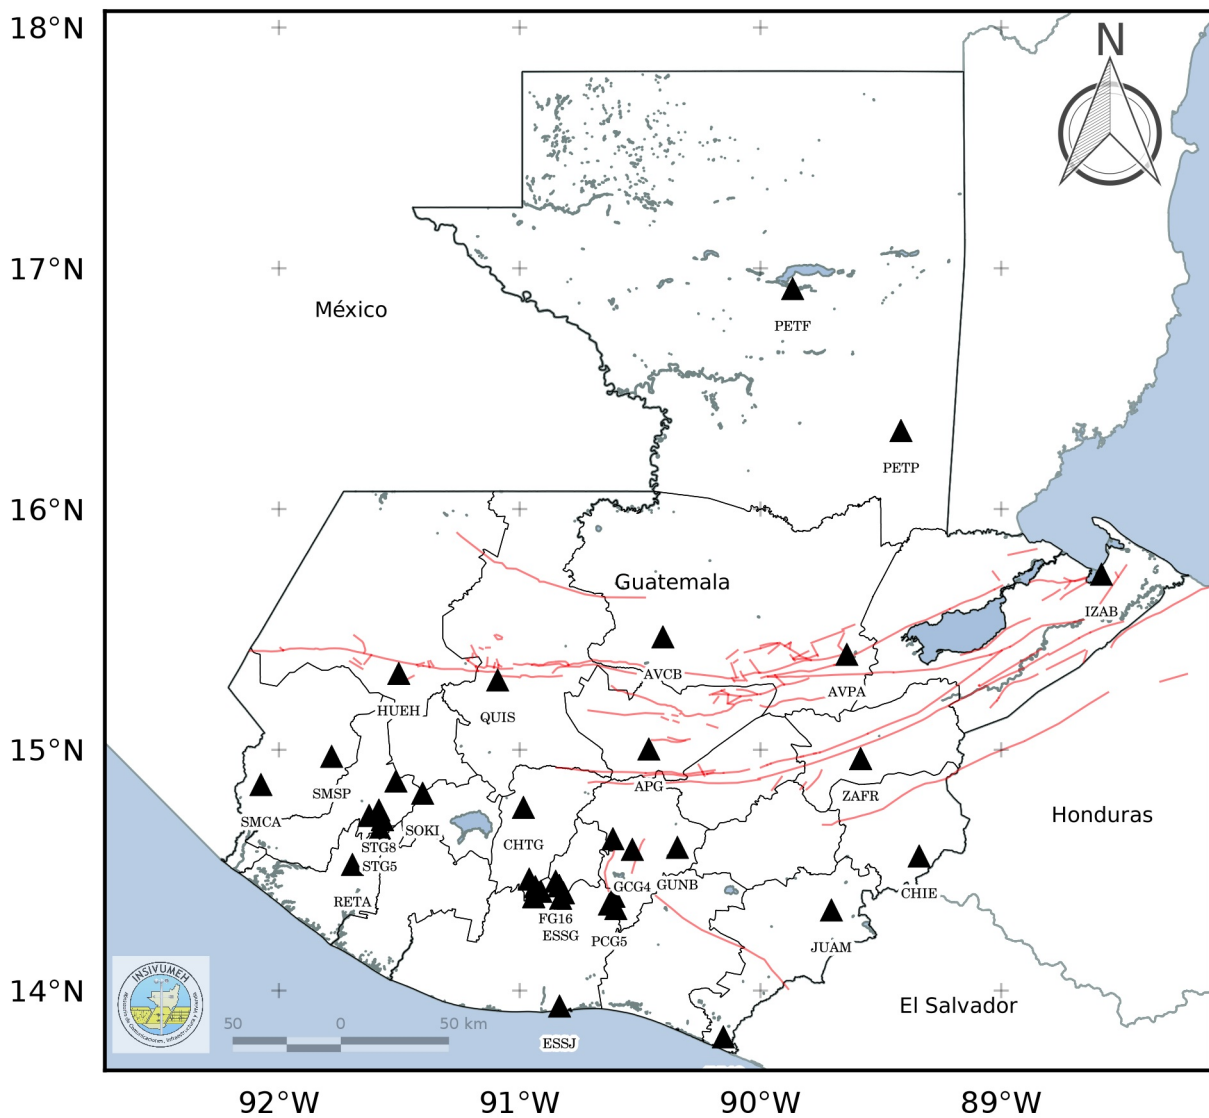 18°N
N
17°N
México
PETF
PETP
16°N
Guatemala
IZAB
AVCB
AVPA
HUEH
QUIS
15°N
APG
SMSP
ZAFR
SMCA
Honduras
SOKI
CHTG
STG8
STG5
GCG4
GUNB
CHIE
RETA
FG16
ESSG
PCG5
JUAM
14°N
El Salvador
INSIVUMEH
50 0 50 km
ESSJ
92°W 91°W 90°W 89°W